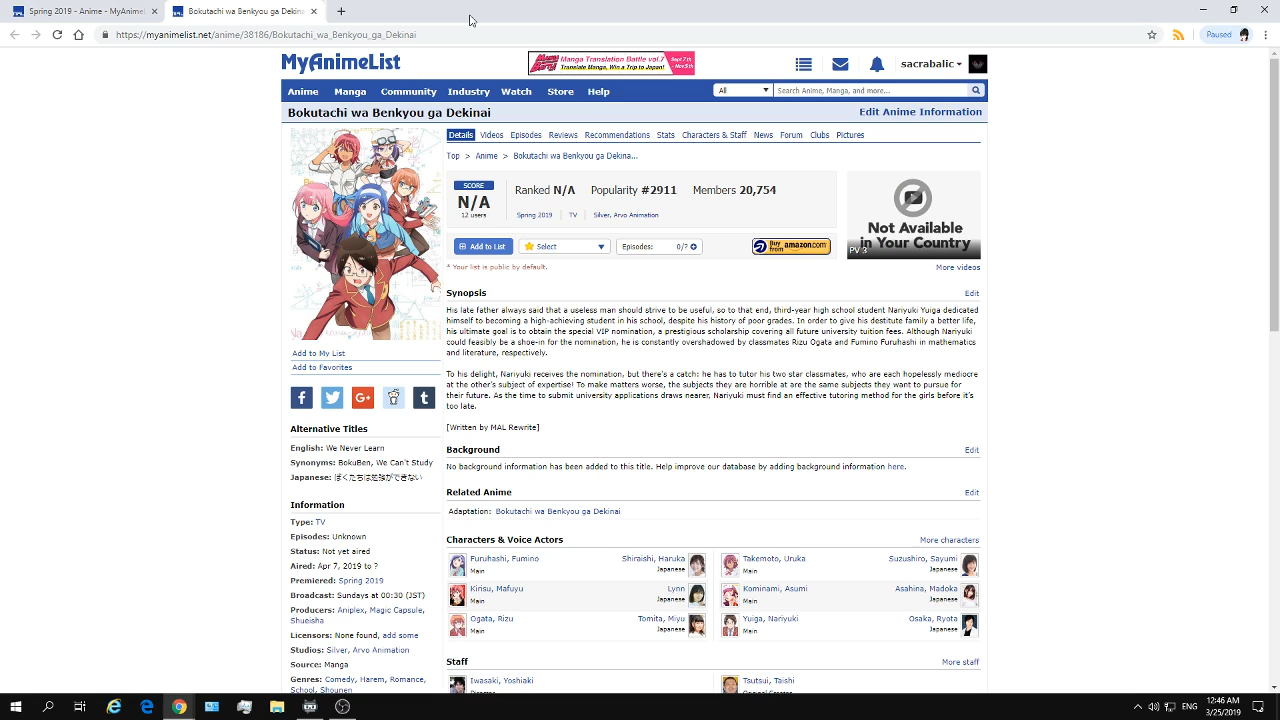 Spring 2019 - Anime - MyAnimeL
Bokutachi wa Benkyou ga Dekinai
https://myanimelist.net/anime/38186/Bokutachi_wa_Benkyou_ga_Dekinai
Paused
MyAnimeList
Manga Translation Battle vol.7
Translate Manga, Win a Trip to Japan!
Sept 7th - Nov 5th
sacrabalic
Anime Manga Community Industry Watch Store Help
All
Search Anime, Manga, and more...
Bokutachi wa Benkyou ga Dekinai
Edit Anime Information
Details Videos Episodes Reviews Recommendations Stats Characters & Staff News Forum Clubs Pictures
Top > Anime > Bokutachi wa Benkyou ga Dekina...
SCORE
N/A
12 users
Ranked N/A Popularity #2911 Members 20,754
Spring 2019 TV Silver, Arvo Animation
Not Available
in Your Country
PV 3
Add to List
Select
Episodes: 0/?
Buy from amazon.com
* Your list is public by default.
More videos
Synopsis
Edit
His late father always said that a useless man should strive to be useful, so to that end, third-year high school student Nariyuki Yuiga dedicated
himself to becoming a high-achieving student in his school, despite his history of poor grades. In order to give his destitute family a better life,
his ultimate goal is to obtain the special VIP nomination, a prestigious scholarship covering all future university tuition fees. Although Nariyuki
could feasibly be a shoe-in for the nomination, he is constantly overshadowed by classmates Rizu Ogata and Fumino Furuhashi in mathematics
and literature, respectively.
To his delight, Nariyuki receives the nomination, but there's a catch: he has to tutor his two star classmates, who are each hopelessly mediocre
at the other's subject of expertise! To make matters worse, the subjects they are horrible at are the same subjects they want to pursue for
their future. As the time to submit university applications draws nearer, Nariyuki must find an effective tutoring method for the girls before it's
too late.
[Written by MAL Rewrite]
Background
Edit
No background information has been added to this title. Help improve our database by adding background information here.
Related Anime
Edit
Adaptation: Bokutachi wa Benkyou ga Dekinai
Characters & Voice Actors
More characters
Furuhashi, Fumino
Main
Shiraishi, Haruka
Japanese
Takemoto, Uruka
Main
Suzushiro, Sayumi
Japanese
Kirisu, Mafuyu
Main
Lynn
Japanese
Kominami, Asumi
Main
Asahina, Madoka
Japanese
Ogata, Rizu
Main
Tomita, Miyu
Japanese
Yuiga, Nariyuki
Main
Osaka, Ryota
Japanese
Staff
More staff
Iwasaki, Yoshiaki
Tsutsui, Taishi
Add to My List
Add to Favorites
Alternative Titles
English: We Never Learn
Synonyms: BokuBen, We Can't Study
Japanese: ぼくたちは勉強ができない
Information
Type: TV
Episodes: Unknown
Status: Not yet aired
Aired: Apr 7, 2019 to ?
Premiered: Spring 2019
Broadcast: Sundays at 00:30 (JST)
Producers: Aniplex, Magic Capsule,
Shueisha
Licensors: None found, add some
Studios: Silver, Arvo Animation
Source: Manga
Genres: Comedy, Harem, Romance,
School, Shounen
ENG
12:46 AM
3/25/2019